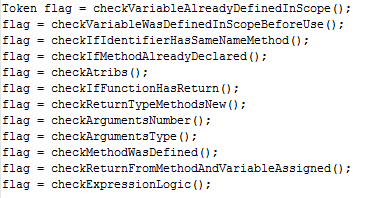 Token flag = checkVariableAlreadyDefinedInScope();
flag = checkVariableWasDefinedInScopeBeforeUse();
flag = checkIfIdentifierHasSameNameMethod();
flag = checkIfMethodAlreadyDeclared();
flag = checkAtribs();
flag = checkIfFunctionHasReturn();
flag = checkReturnTypeMethodsNew();
flag = checkArgumentsNumber();
flag = checkArgumentsType();
flag = checkMethodWasDefined();
flag = checkReturnFromMethodAndVariableAssigned();
flag = checkExpressionLogic();